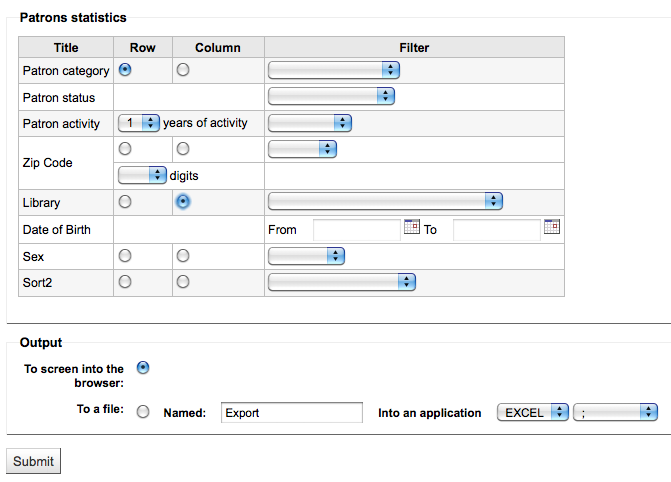 Patrons statistics
Title Row Column Filter
Patron category
Patron status
Patron activity 1 years of activity
Zip Code
digits
Library
Date of Birth From To
Sex
Sort2
Output
To screen into the
browser:
To a file: Named: Export Into an application EXCEL ;
Submit